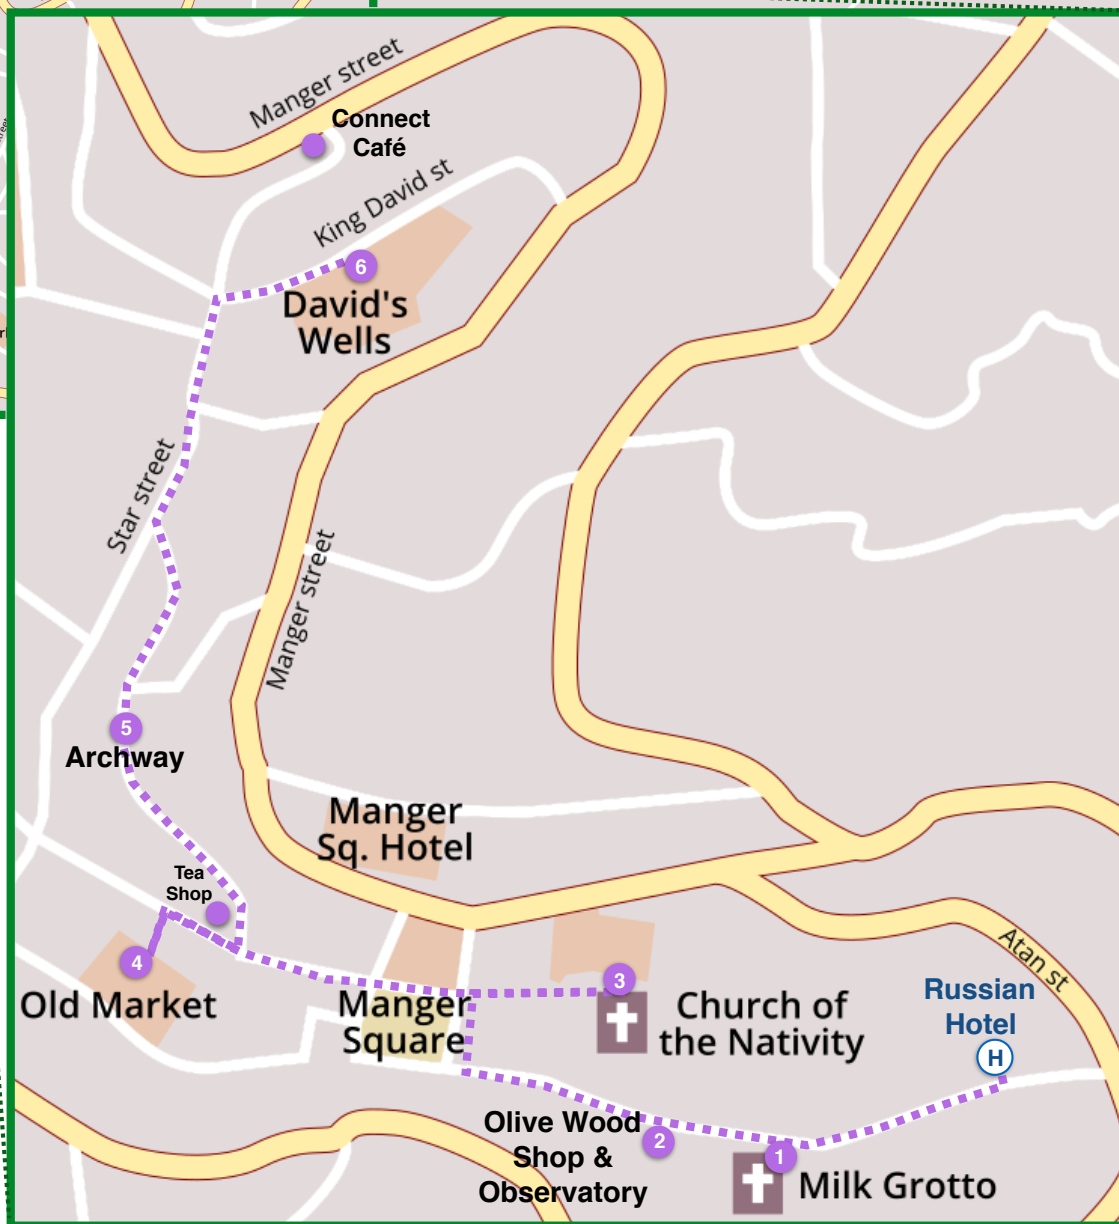 Manger street
Connect
Café
King David st
6
David's
Wells
Star street
Manger street
5
Archway
Manger
Sq. Hotel
Tea
Shop
Atan st
4
Old Market
3
Manger
Square
Church of
the Nativity
Russian
Hotel
H
Olive Wood
Shop &
Observatory
2
1
Milk Grotto